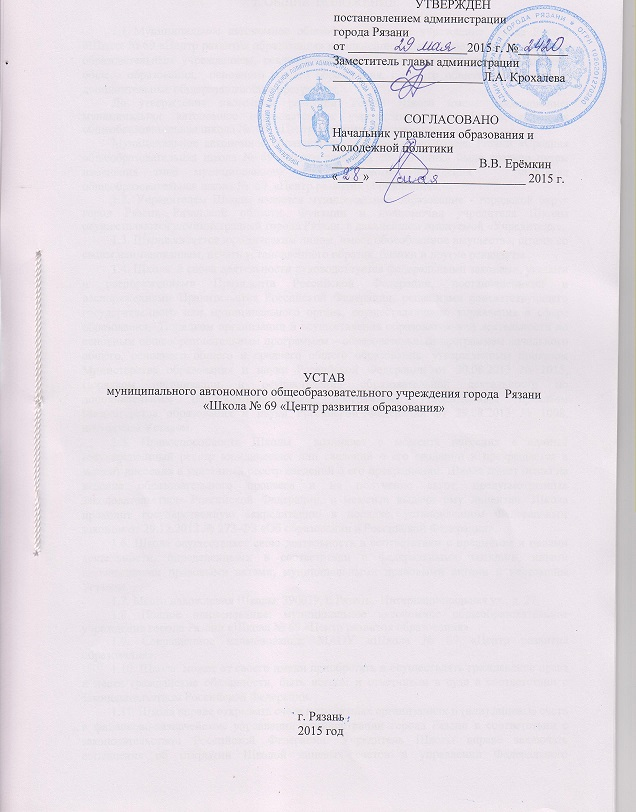 УТВЕРЖДЕН
постановлением администрации
города Рязани
от 29 мая 2015 г. № 2420
Заместитель главы администрации
Л.А. Крохалева
СОГЛАСОВАНО
Начальник управления образования и
молодежной политики
В.В. Ерёмкин
«28» мая 2015 г.
УСТАВ
муниципального автономного общеобразовательного учреждения города Рязани
«Школа № 69 «Центр развития образования»
г. Рязань
2015 год